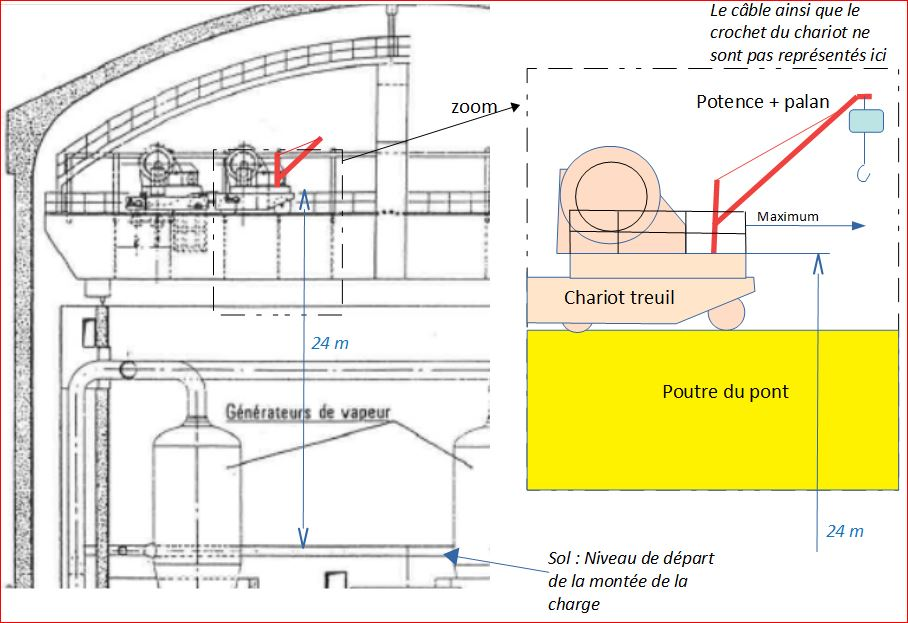 Le câble ainsi que le
crochet du chariot ne
sont pas représentés ici
zoom
Potence + palan
Maximum
Chariot treuil
24 m
Poutre du pont
Générateurs de vapeur
24 m
Sol : Niveau de départ
de la montée de la
charge